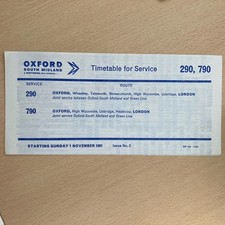 OXFORD
SOUTH MIDLAND
Timetable for Service
290, 790
SERVICE
ROUTE
290
OXFORD, Wheatley, Tetsworth, Stokenchurch, High Wycombe, Uxbridge, LONDON
Joint service between Oxford-South Midland and Green Line
790
OXFORD, High Wycombe, Uxbridge, Heathrow, LONDON
Joint service Oxford-South Midland and Green Line
STARTING SUNDAY 1 NOVEMBER 1981
Issue No. 2